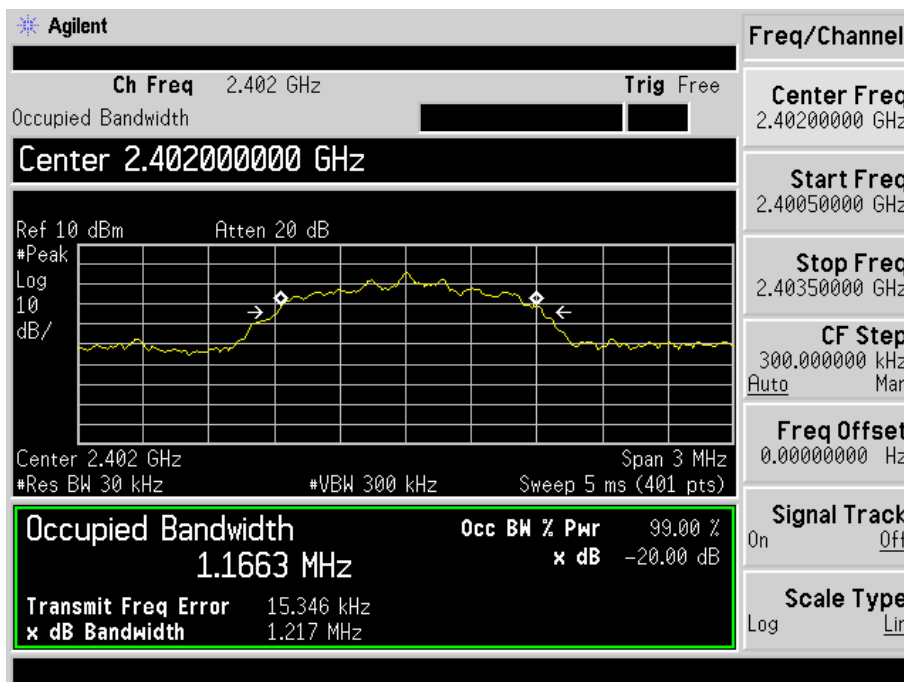 Agilent
Freq/Channel
Ch Freq 2.402 GHz Trig Free
Occupied Bandwidth
Center 2.402000000 GHz
Ref 10 dBm Atten 20 dB
#Peak
Log
10
dB/
Center 2.402 GHz Span 3 MHz
#Res BW 30 kHz #VBW 300 kHz Sweep 5 ms (401 pts)
Occupied Bandwidth Occ BW % Pwr 99.00 %
1.1663 MHz x dB -20.00 dB
Transmit Freq Error 15.346 kHz
x dB Bandwidth 1.217 MHz
Center Freq
2.40200000 GHz
Start Freq
2.40050000 GHz
Stop Freq
2.40350000 GHz
CF Step
300.000000 kHz
Auto Man
Freq Offset
0.00000000 Hz
Signal Track
On Off
Scale Type
Log Lin